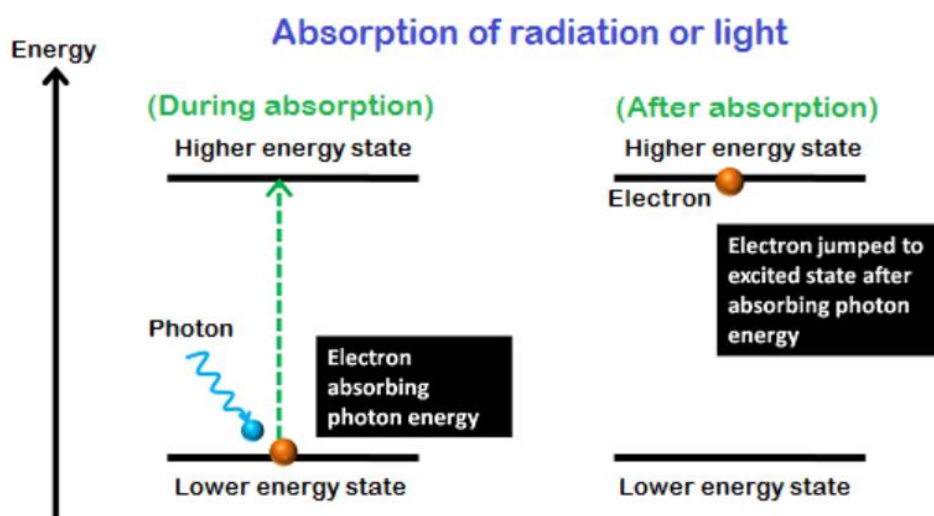 Absorption of radiation or light
Energy
(During absorption)
Higher energy state
Photon
Electron
absorbing
photon energy
Lower energy state
(After absorption)
Higher energy state
Electron
Electron jumped to
excited state after
absorbing photon
energy
Lower energy state